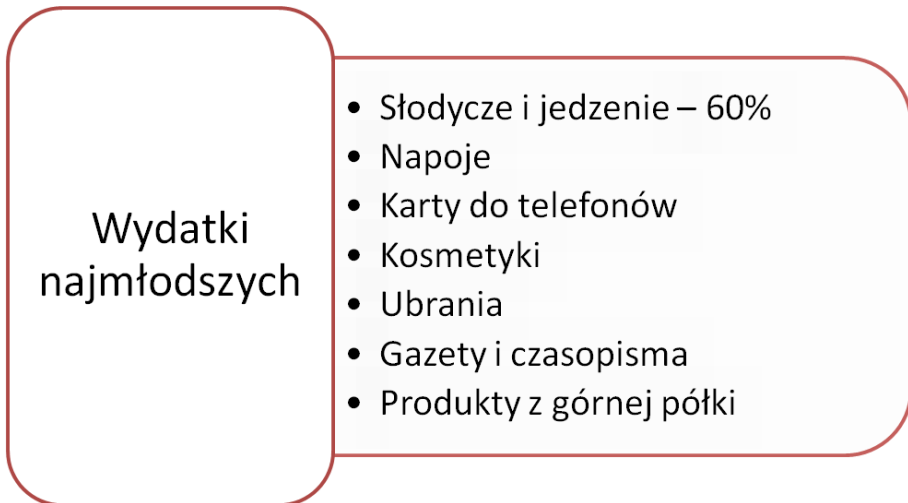 Wydatki
najmłodszych
• Słodycze i jedzenie – 60%
• Napoje
• Karty do telefonów
• Kosmetyki
• Ubrania
• Gazety i czasopisma
• Produkty z górnej półki